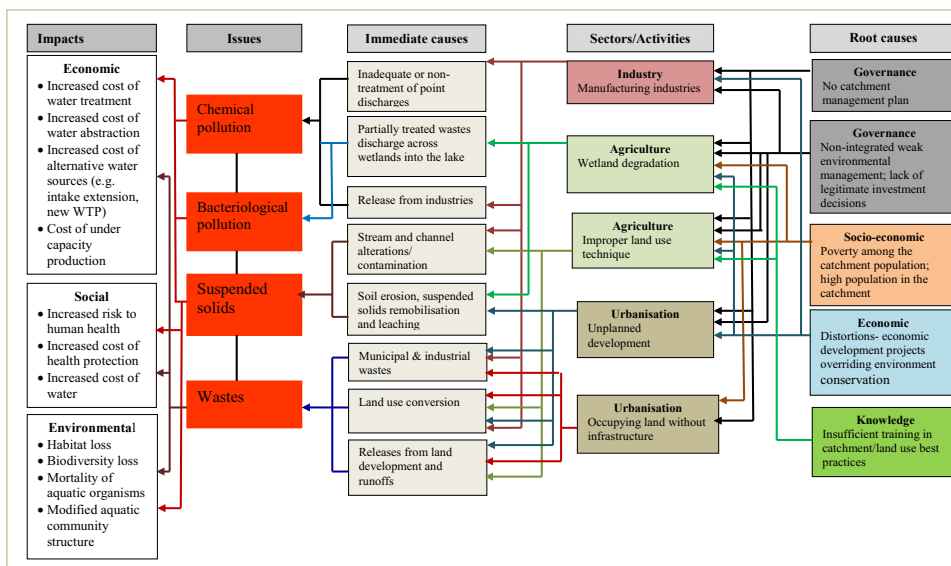 Impacts
Issues
Immediate causes
Sectors/Activities
Root causes
Economic
• Increased cost of
water treatment
• Increased cost of
water abstraction
• Increased cost of
alternative water
sources (e.g.
intake extension,
new WTP)
• Cost of under
capacity
production
Social
• Increased risk to
human health
• Increased cost of
health protection
• Increased cost of
water
Environmental
• Habitat loss
• Biodiversity loss
• Mortality of
aquatic organisms
• Modified aquatic
community
structure
Chemical
pollution
Bacteriological
pollution
Suspended
solids
Wastes
Inadequate or non-
treatment of point
discharges
Partially treated wastes
discharge across
wetlands into the lake
Release from industries
Stream and channel
alterations/
contamination
Soil erosion, suspended
solids remobilisation
and leaching
Municipal & industrial
wastes
Land use conversion
Releases from land
development and
runoffs
Industry
Manufacturing industries
Agriculture
Wetland degradation
Agriculture
Improper land use
technique
Urbanisation
Unplanned
development
Urbanisation
Occupying land without
infrastructure
Governance
No catchment
management plan
Governance
Non-integrated weak
environmental
management; lack of
legitimate investment
decisions
Socio-economic
Poverty among the
catchment population;
high population in the
catchment
Economic
Distortions- economic
development projects
overriding environment
conservation
Knowledge
Insufficient training in
catchment/land use best
practices